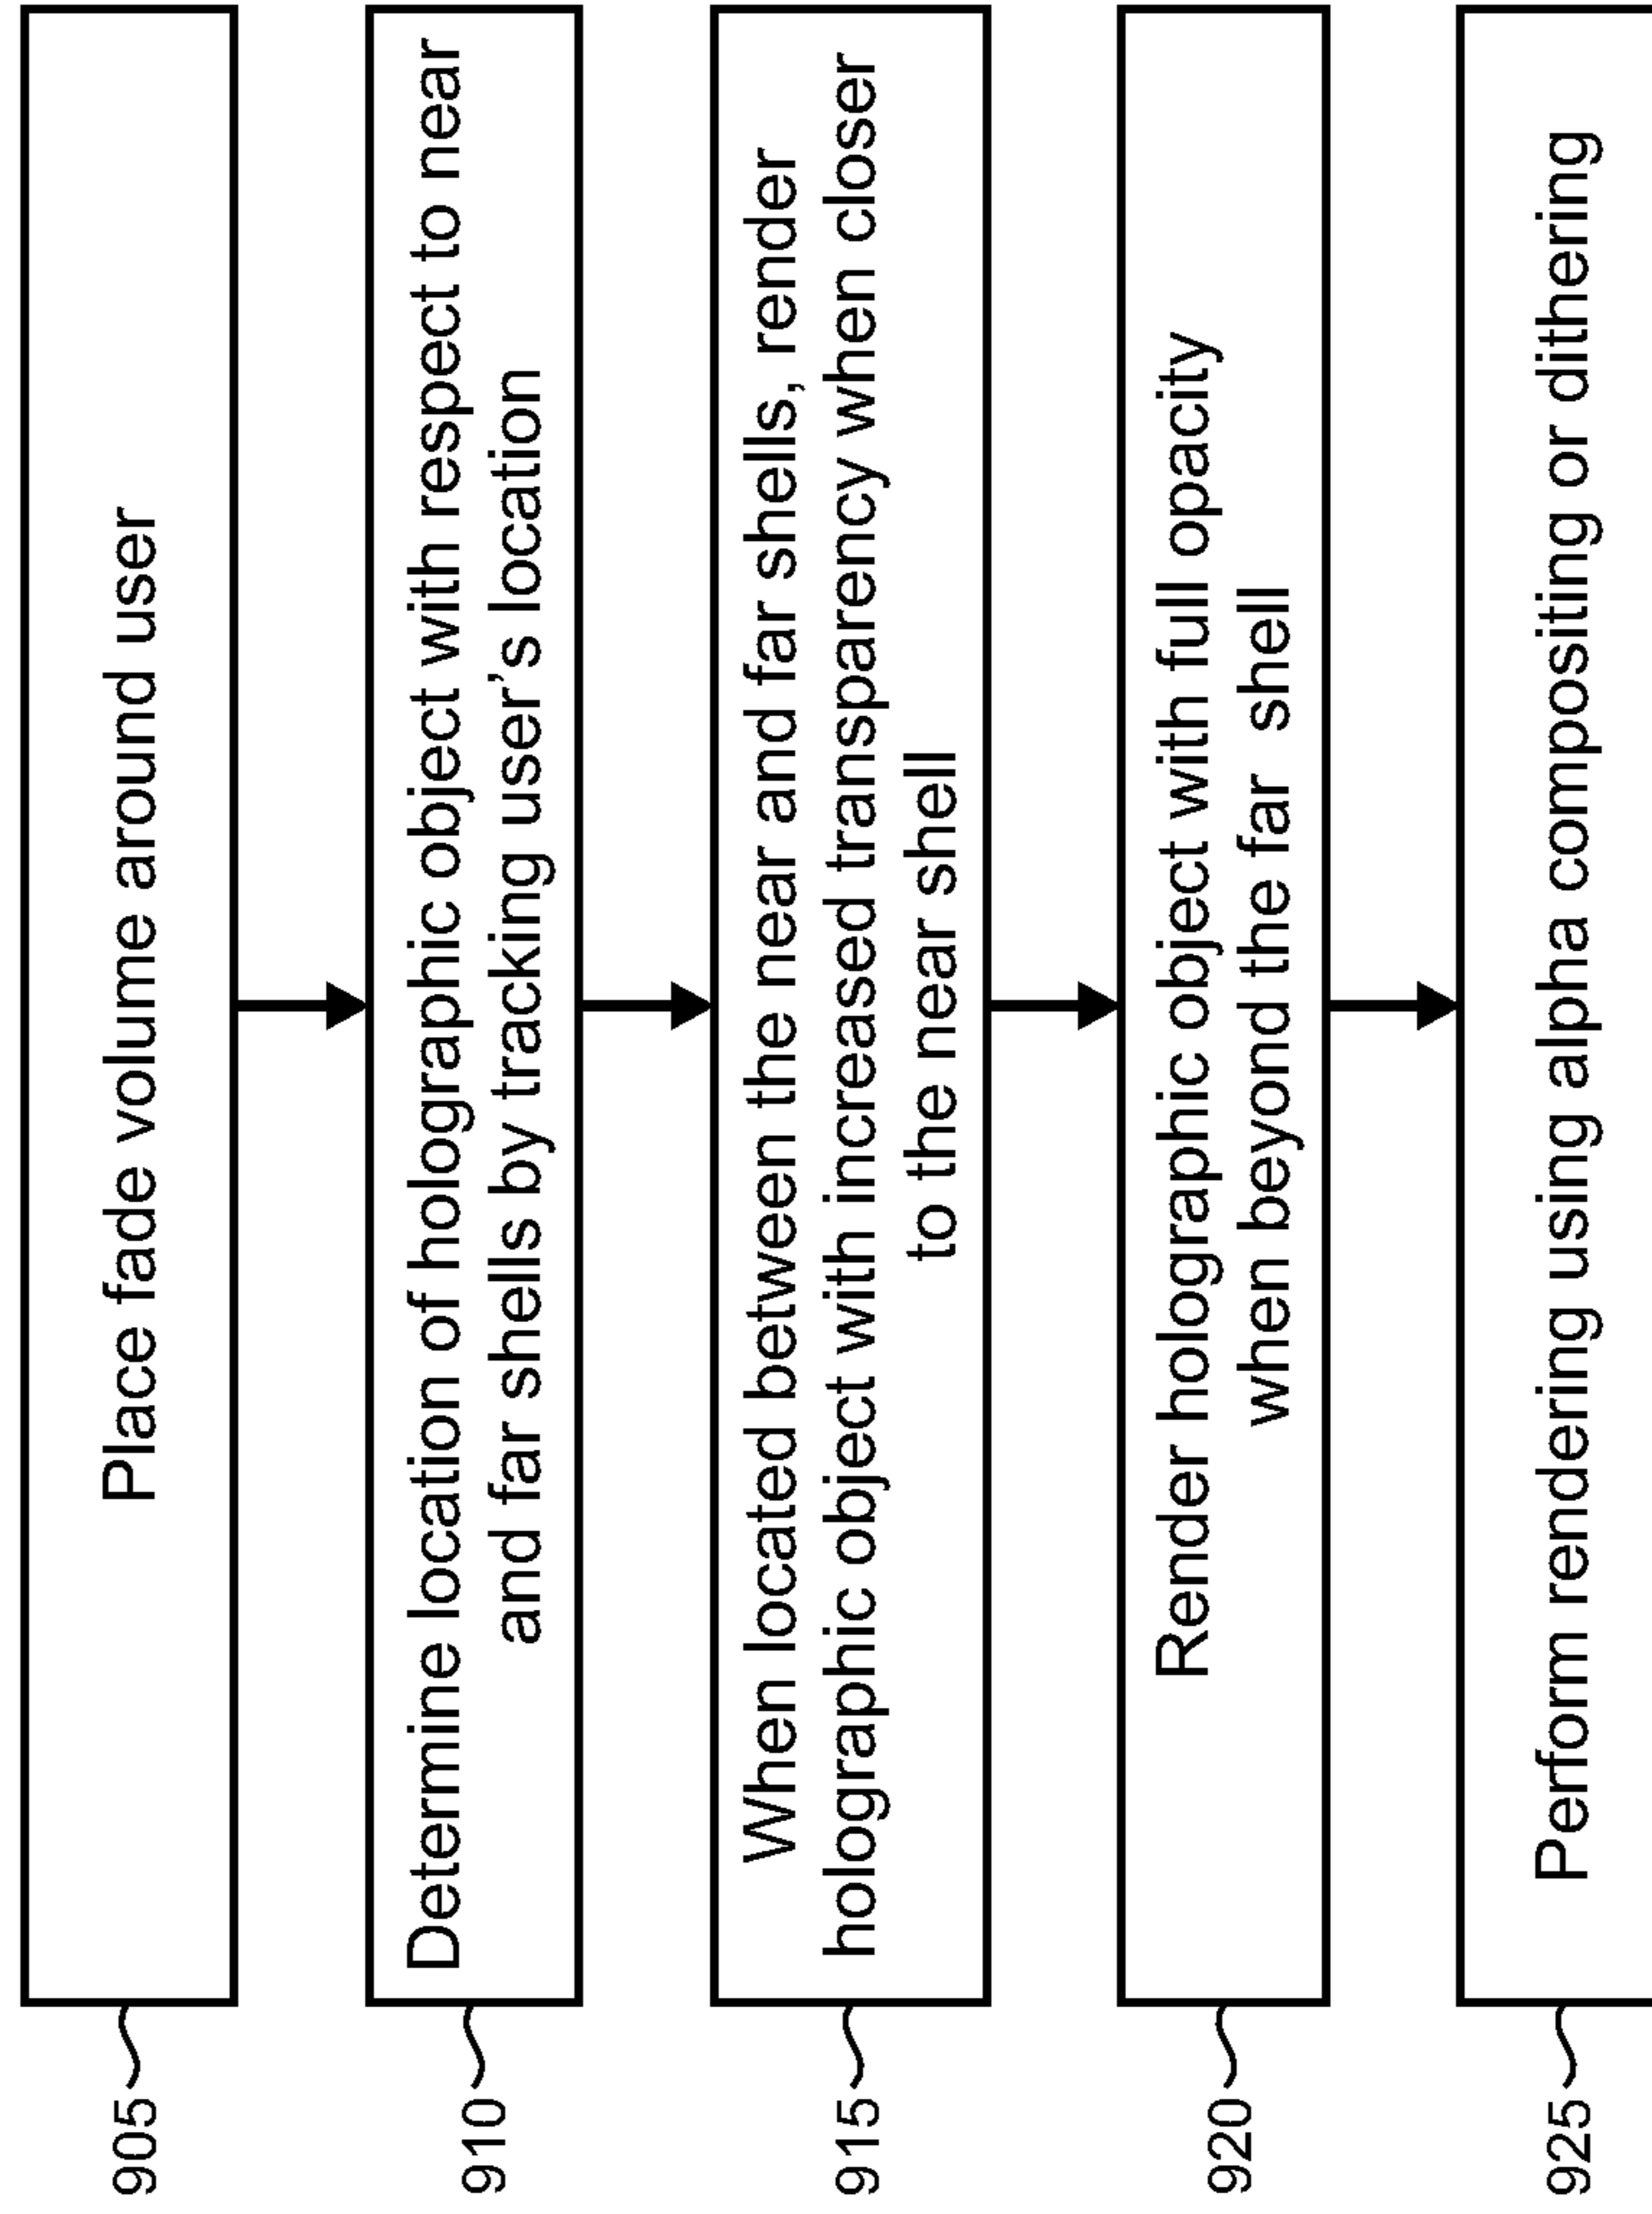 905
Place fade volume around user
910
Determine location of holographic object with respect to near
and far shells by tracking user's location
915
When located between the near and far shells, render
holographic object with increased transparency when closer
to the near shell
920
Render holographic object with full opacity
when beyond the far shell
925
Perform rendering using alpha compositing or dithering